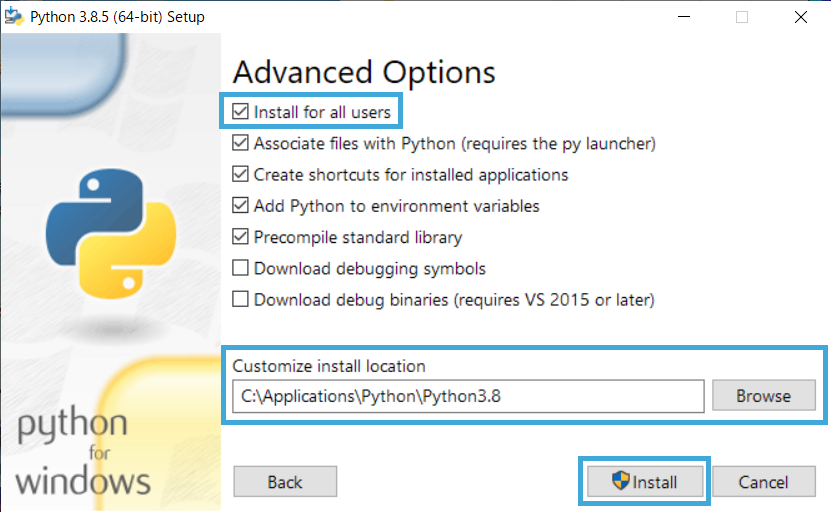 Python 3.8.5 (64-bit) Setup
Advanced Options
Install for all users
Associate files with Python (requires the py launcher)
Create shortcuts for installed applications
Add Python to environment variables
Precompile standard library
Download debugging symbols
Download debug binaries (requires VS 2015 or later)
Customize install location
C:\Applications\Python\Python3.8
Browse
python
for
windows
Back
Install
Cancel